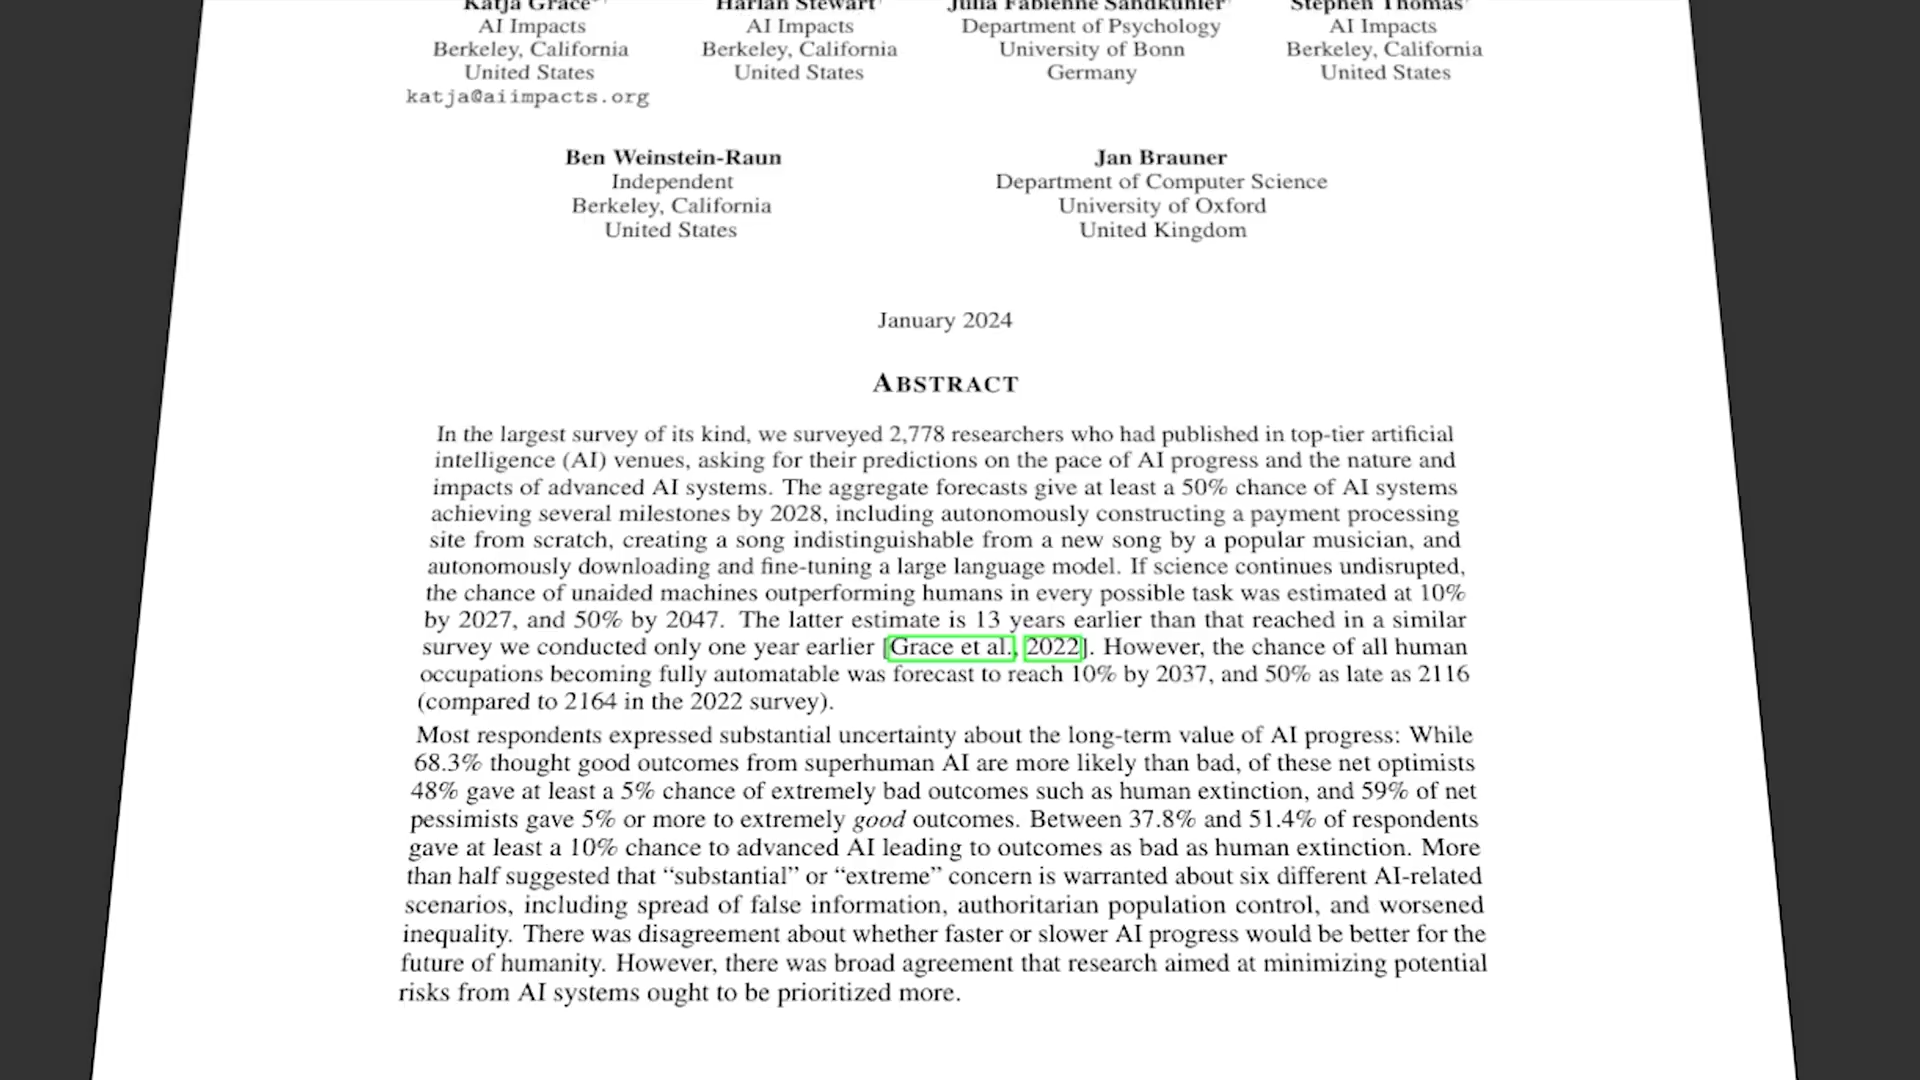 Katja Grace
Harlan Stewart
Julia Fabienne Sandkühler
Stephen Thomas
AI Impacts
AI Impacts
Department of Psychology
AI Impacts
Berkeley, California
Berkeley, California
University of Bonn
Berkeley, California
United States
United States
Germany
United States
katja@aiimpacts.org
Ben Weinstein-Raun
Jan Brauner
Independent
Department of Computer Science
Berkeley, California
University of Oxford
United States
United Kingdom
January 2024
ABSTRACT
In the largest survey of its kind, we surveyed 2,778 researchers who had published in top-tier artificial
intelligence (AI) venues, asking for their predictions on the pace of AI progress and the nature and
impacts of advanced AI systems. The aggregate forecasts give at least a 50% chance of AI systems
achieving several milestones by 2028, including autonomously constructing a payment processing
site from scratch, creating a song indistinguishable from a new song by a popular musician, and
autonomously downloading and fine-tuning a large language model. If science continues undisrupted,
the chance of unaided machines outperforming humans in every possible task was estimated at 10%
by 2027, and 50% by 2047. The latter estimate is 13 years earlier than that reached in a similar
survey we conducted only one year earlier [Grace et al., 2022]. However, the chance of all human
occupations becoming fully automatable was forecast to reach 10% by 2037, and 50% as late as 2116
(compared to 2164 in the 2022 survey).
Most respondents expressed substantial uncertainty about the long-term value of AI progress: While
68.3% thought good outcomes from superhuman AI are more likely than bad, of these net optimists
48% gave at least a 5% chance of extremely bad outcomes such as human extinction, and 59% of net
pessimists gave 5% or more to extremely good outcomes. Between 37.8% and 51.4% of respondents
gave at least a 10% chance to advanced AI leading to outcomes as bad as human extinction. More
than half suggested that “substantial” or “extreme” concern is warranted about six different AI-related
scenarios, including spread of false information, authoritarian population control, and worsened
inequality. There was disagreement about whether faster or slower AI progress would be better for the
future of humanity. However, there was broad agreement that research aimed at minimizing potential
risks from AI systems ought to be prioritized more.